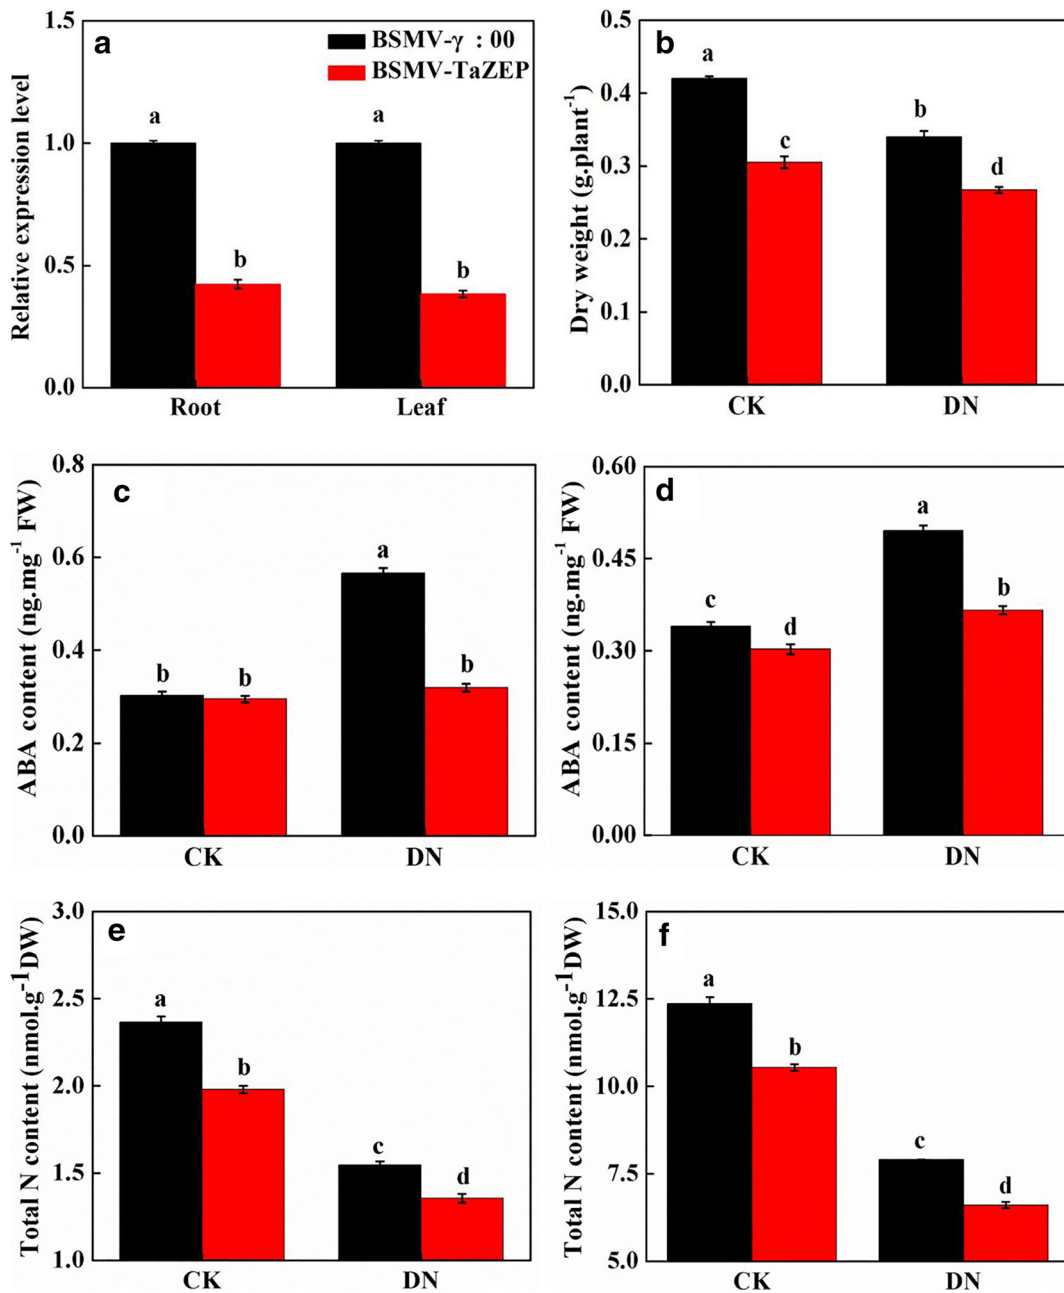 a
BSMV-γ : 00
BSMV-TaZEP
Relative expression level
1.5
1.0
0.5
0.0
a
b
a
b
Root
Leaf
b
Dry weight (g.plant⁻¹)
0.5
0.4
0.3
0.2
0.1
0.0
a
c
b
d
CK
DN
c
ABA content (ng.mg⁻¹ FW)
0.8
0.6
0.4
0.2
0.0
b
b
a
b
CK
DN
d
ABA content (ng.mg⁻¹ FW)
0.60
0.45
0.30
0.15
0.00
c
d
a
b
CK
DN
e
Total N content (nmol.g⁻¹DW)
3.0
2.5
2.0
1.5
1.0
a
b
c
d
CK
DN
f
Total N content (nmol.g⁻¹DW)
15.0
12.5
10.0
7.5
5.0
a
b
c
d
CK
DN